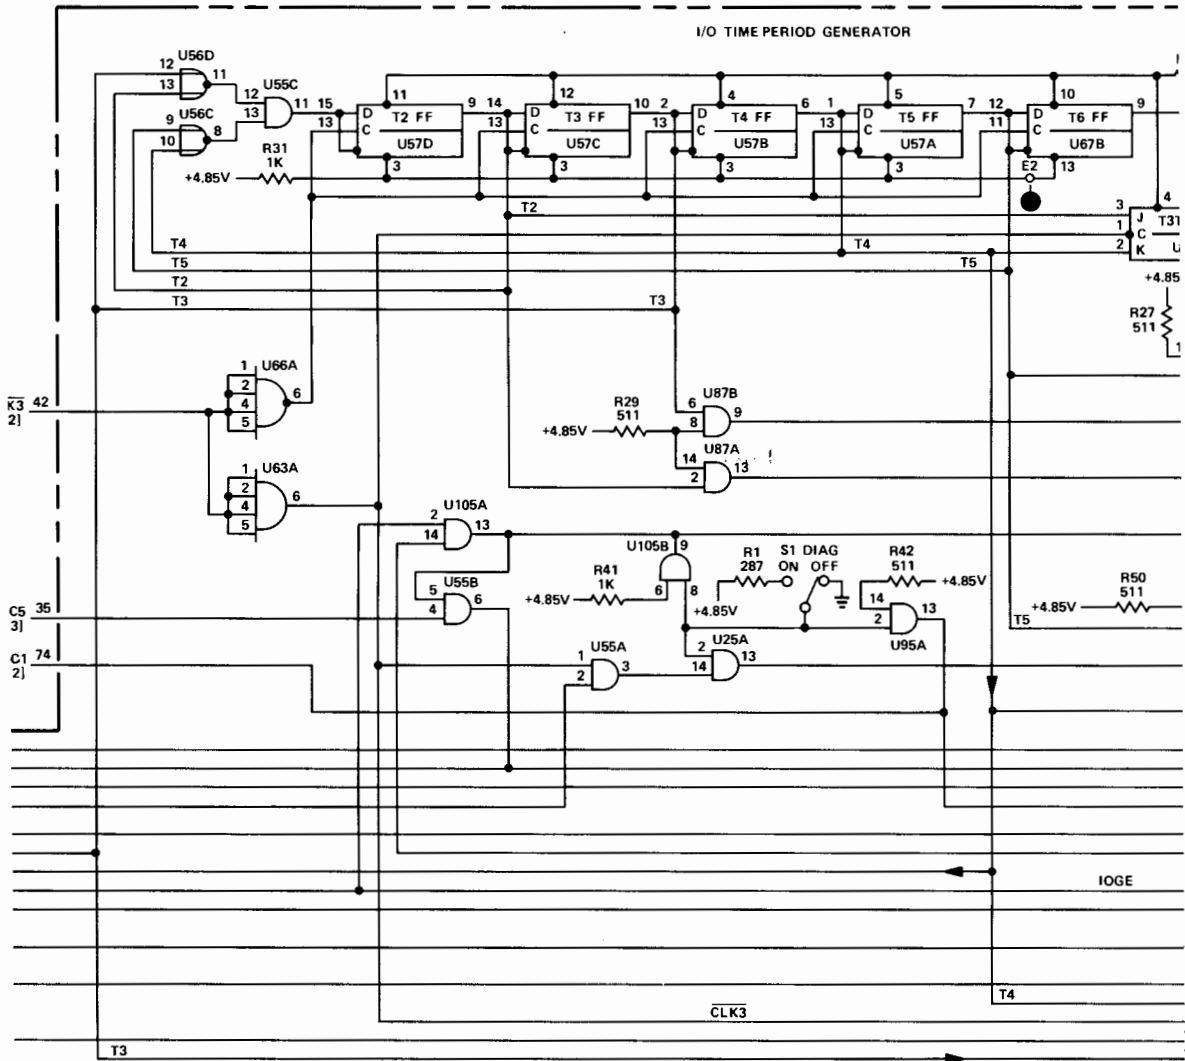 I/O TIME PERIOD GENERATOR
U56D
12
13
11
U55C
12
13
11
U56C
9
10
8
R31
1K
+4.85V
15
13
11
D
C
T2 FF
U57D
3
9
14
13
12
D
C
T3 FF
U57C
3
10
2
13
4
D
C
T4 FF
U57B
3
6
1
13
5
D
C
T5 FF
U57A
3
7
12
11
10
D
C
T6 FF
U67B
13
9
E2
T2
T4
T5
T2
T3
T3
T4
T5
3
1
2
J
C
K
4
T3T
U
+4.85
R27
511
1
K3 42
2]
1
2
4
5
U66A
6
1
2
4
5
U63A
6
R29
511
+4.85V
6
8
U87B
9
14
2
U87A
13
U105A
2
14
13
U55B
5
4
6
U105B
9
6
8
R41
1K
+4.85V
R1
287
+4.85V
S1 DIAG
ON OFF
R42
511
+4.85V
14
2
13
U95A
R50
511
+4.85V
T5
C5 35
3]
C1 74
2]
U55A
1
2
3
U25A
2
14
13
IOGE
T4
CLK3
T3